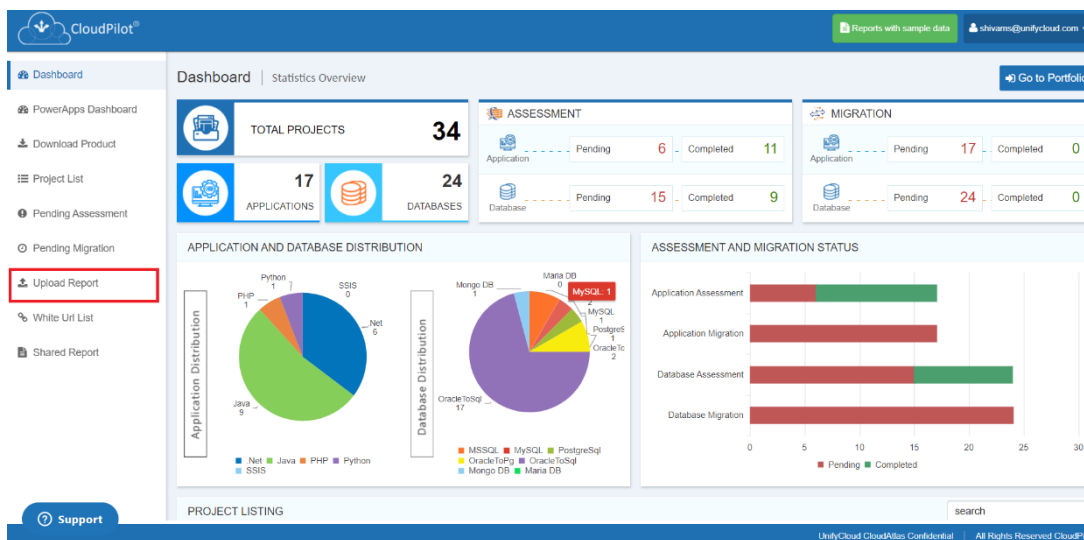 CloudPilot®
Reports with sample data
shivams@unifycloud.com
Dashboard
PowerApps Dashboard
Download Product
Project List
Pending Assessment
Pending Migration
Upload Report
White Url List
Shared Report
Support
Dashboard | Statistics Overview
Go to Portfolio
TOTAL PROJECTS 34
17 APPLICATIONS
24 DATABASES
ASSESSMENT
Application Pending 6 Completed 11
Database Pending 15 Completed 9
MIGRATION
Application Pending 17 Completed 0
Database Pending 24 Completed 0
APPLICATION AND DATABASE DISTRIBUTION
Application Distribution
Python
1
SSIS
0
PHP
1
.Net
6
Java
9
.Net Java PHP Python
SSIS
Database Distribution
Mongo DB
1
Maria DB
0
MySQL: 1
2
MySQL
1
PostgreS
1
OracleTo
2
OracleToSql
17
MSSQL MySQL PostgreSql
OracleToPg OracleToSql
Mongo DB Maria DB
ASSESSMENT AND MIGRATION STATUS
Application Assessment
Application Migration
Database Assessment
Database Migration
0 5 10 15 20 25 30
Pending Completed
PROJECT LISTING
search
UnifyCloud CloudAtlas Confidential | All Rights Reserved CloudP